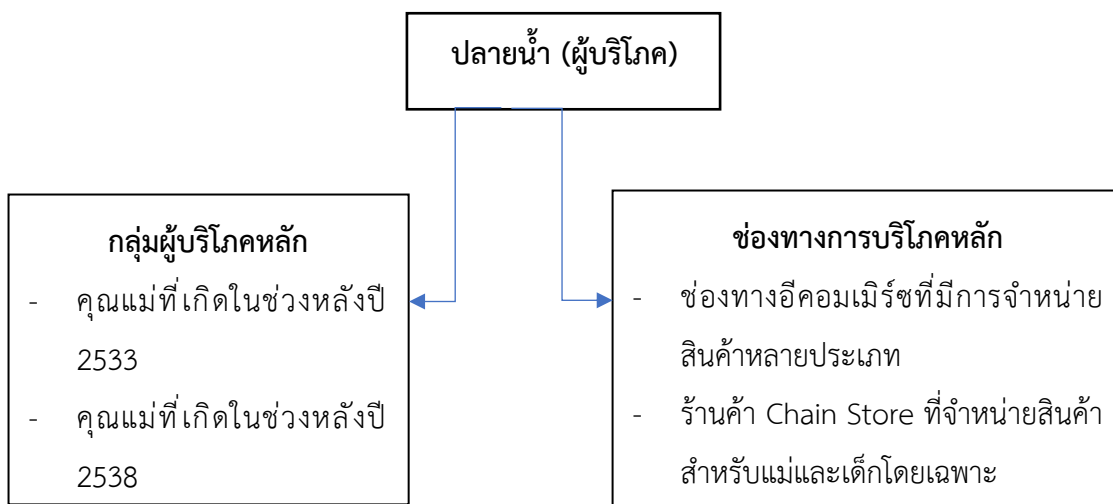 ปลายน้ำ (ผู้บริโภค)
กลุ่มผู้บริโภคหลัก
- คุณแม่ที่เกิดในช่วงหลังปี
2533
- คุณแม่ที่เกิดในช่วงหลังปี
2538
ช่องทางการบริโภคหลัก
- ช่องทางอีคอมเมิร์ซที่มีการจำหน่าย
สินค้าหลายประเภท
- ร้านค้า Chain Store ที่จำหน่ายสินค้า
สำหรับแม่และเด็กโดยเฉพาะ